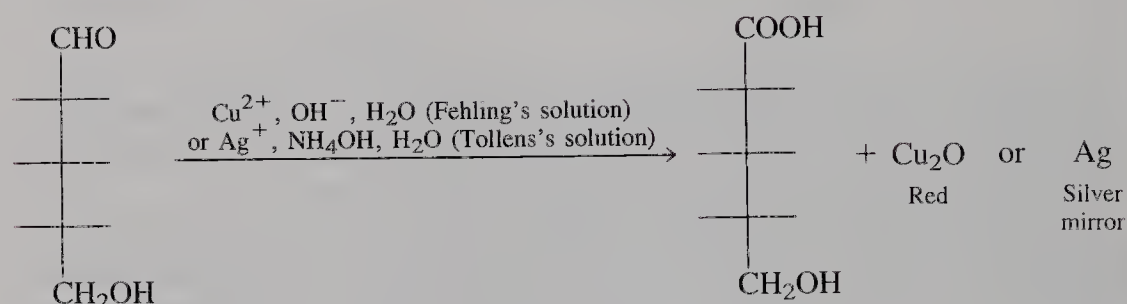 CHO
COOH
Cu²⁺, OH⁻, H₂O (Fehling's solution)
or Ag⁺, NH₄OH, H₂O (Tollens's solution)
+ Cu₂O or Ag
Red
Silver
mirror
CH₂OH
CH₂OH